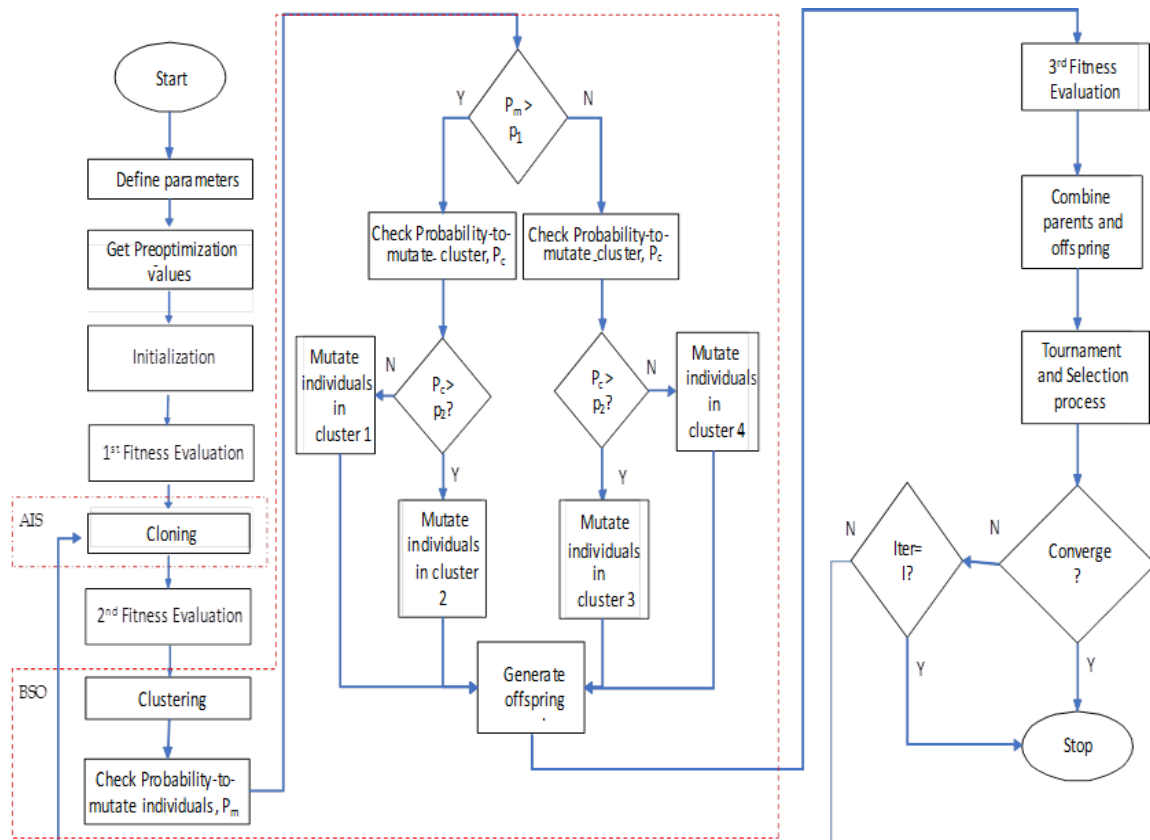 Start
Define parameters
Get Preoptimization
values
Initialization
1st Fitness Evaluation
AIS
Cloning
2nd Fitness Evaluation
BSO
Clustering
Check Probability-to-
mutate individuals, Pm
Pm >
p1
Y
N
Check Probability-to-
mutate- cluster, Pc
Check Probability-to-
mutate -cluster, Pc
Pc >
p2?
N
Y
Pc >
p2?
N
Y
Mutate
individuals
in
cluster 1
Mutate
individuals
in cluster
2
Mutate
individuals
in
cluster 3
Mutate
individuals
in
cluster 4
Generate
offspring
.
3rd Fitness
Evaluation
Combine
parents and
offspring
Tournament
and Selection
process
Converge
?
N
Y
Iter=
I?
N
Y
Stop